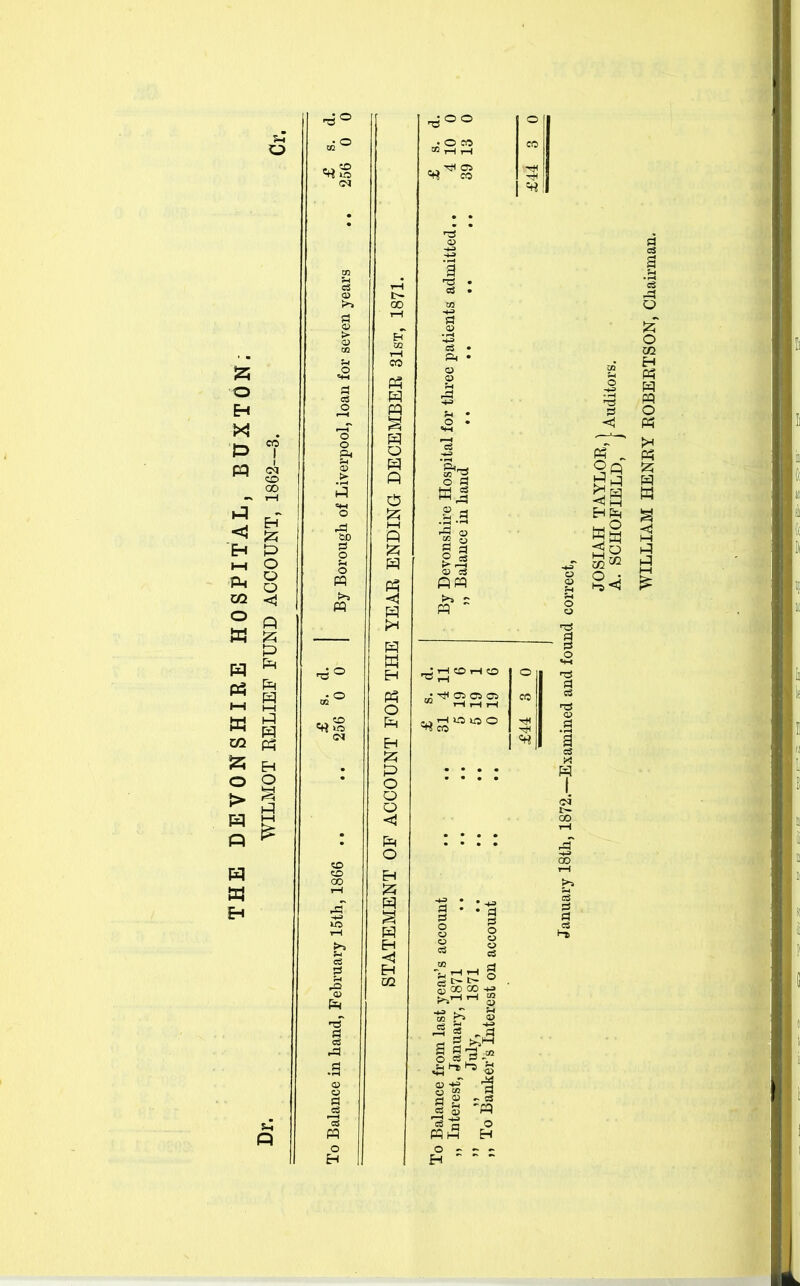 THE DEVONSHIRE HOSPITAL, BUXTON.
Dr. WILMOT RELIEF FUND ACCOUNT, 1862--3. Cr.
£ s. d.
To Balance in hand, February 15th, 1866 .. .. 256 0 0
£ s. d.
By Borough of Liverpool, loan for seven years .. 256 0 0
STATEMENT OF ACCOUNT FOR THE YEAR ENDING DECEMBER 31ST, 1871.
£ s. d.
To Balance from last year's account .. .. 31 4 11
„ Interest, January, 1871 .. .. .. 5 19 6
„ „ July, 1871 .. .. .. 5 19 1
„ To Banker's Interest on account .. .. 0 19 6
£44 3 0
£ s. d.
By Devonshire Hospital for three patients admitted.. 4 10 0
„ Balance in hand .. .. .. .. .. 39 13 0
£44 3 0
January 18th, 1872.—Examined and found correct,
JOSIAH TAYLOR, } Auditors.
A. SCHOFIELD, }
WILLIAM HENRY ROBERTSON, Chairman.